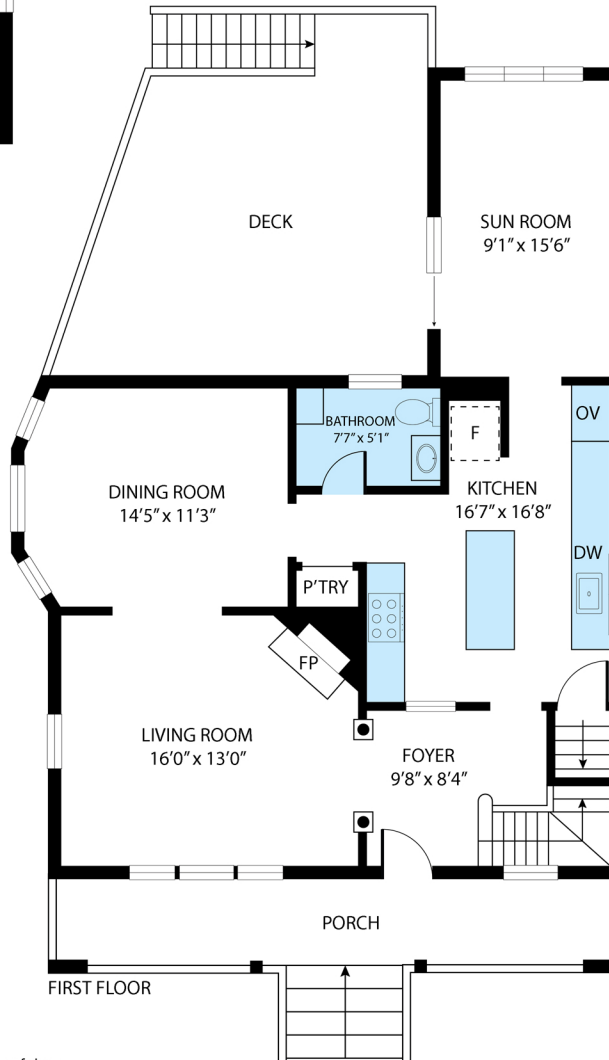 DECK
SUN ROOM
9'1" x 15'6"
BATHROOM
7'7" x 5'1"
F
OV
DINING ROOM
14'5" x 11'3"
KITCHEN
16'7" x 16'8"
DW
P'TRY
FP
LIVING ROOM
16'0" x 13'0"
FOYER
9'8" x 8'4"
PORCH
FIRST FLOOR